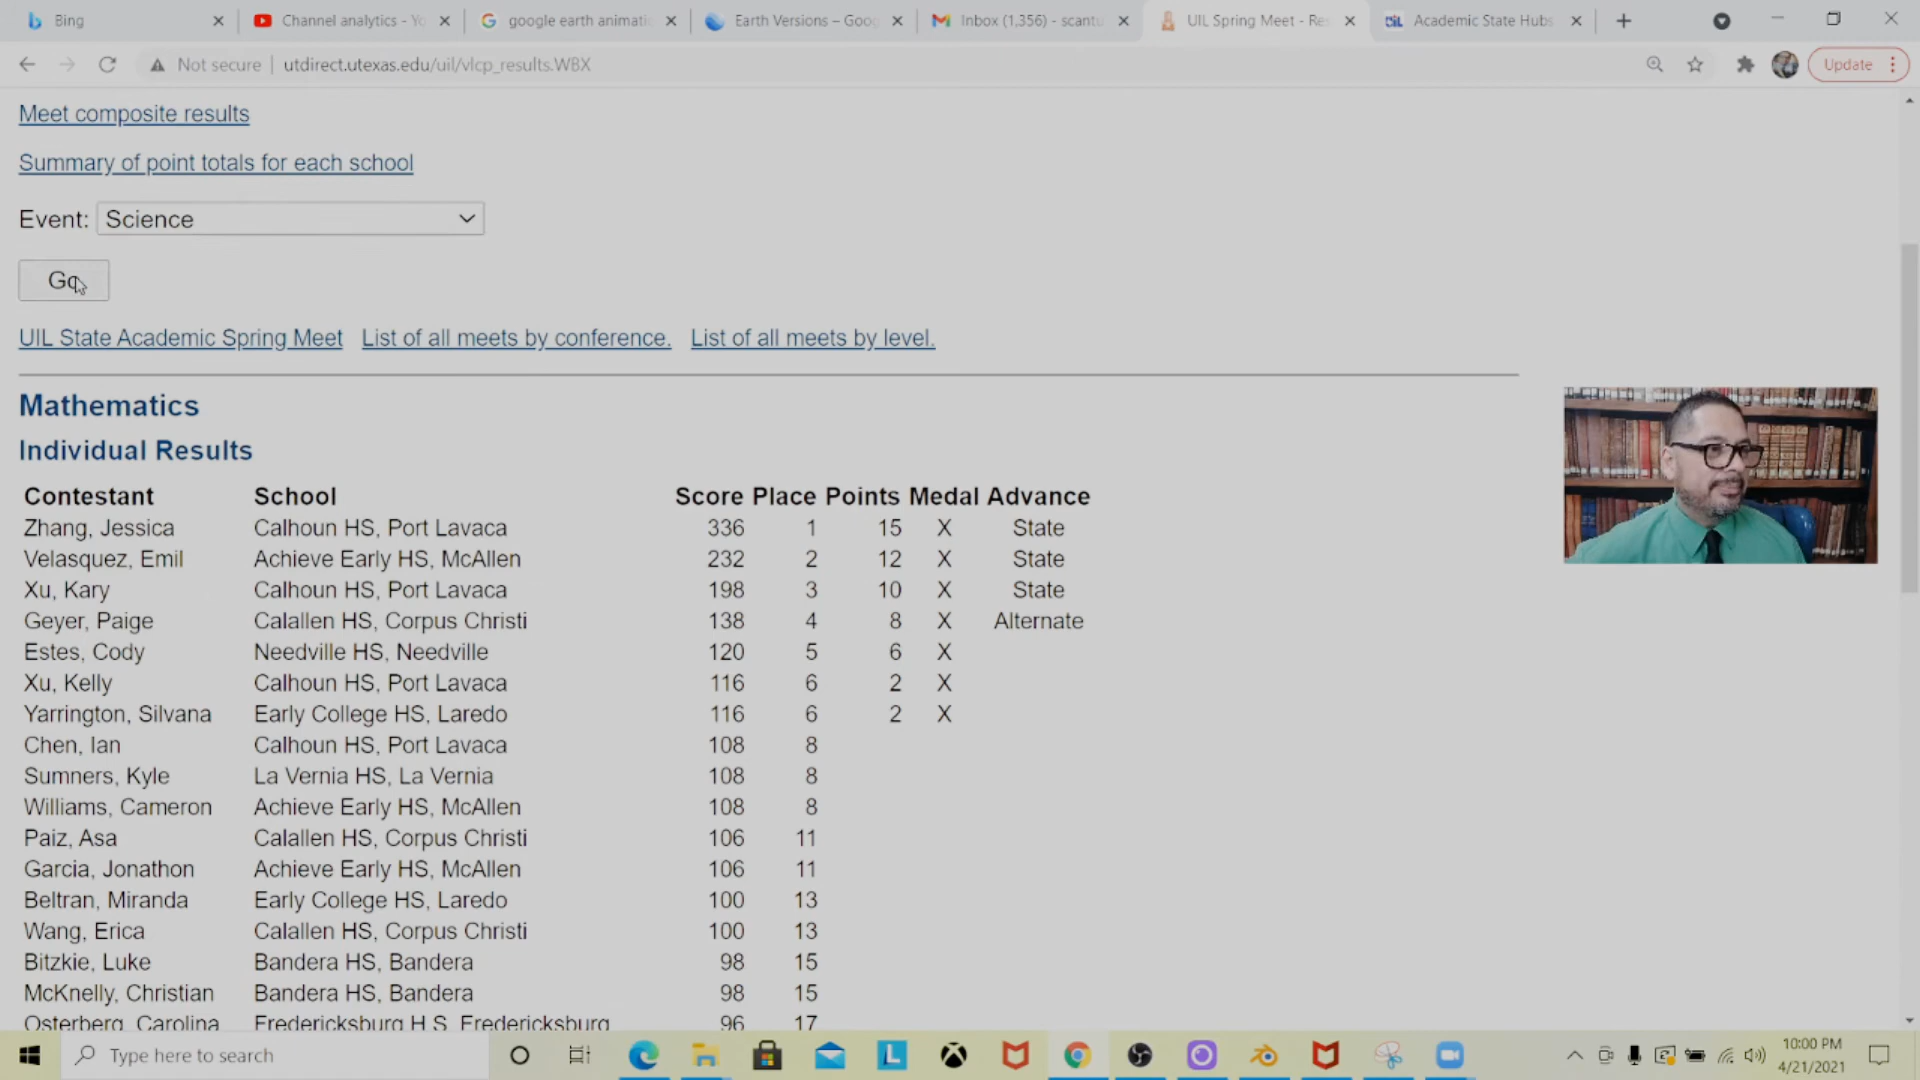 Bing
Channel analytics - Yo
google earth animati
Earth Versions – Goog
Inbox (1,356) - scantu
UIL Spring Meet - Res
Academic State Hubs
Not secure | utdirect.utexas.edu/uil/vlcp_results.WBX
Update
Meet composite results
Summary of point totals for each school
Event: Science
Go
UIL State Academic Spring Meet List of all meets by conference. List of all meets by level.
Mathematics
Individual Results
Contestant School Score Place Points Medal Advance
Zhang, Jessica Calhoun HS, Port Lavaca 336 1 15 X State
Velasquez, Emil Achieve Early HS, McAllen 232 2 12 X State
Xu, Kary Calhoun HS, Port Lavaca 198 3 10 X State
Geyer, Paige Calallen HS, Corpus Christi 138 4 8 X Alternate
Estes, Cody Needville HS, Needville 120 5 6 X
Xu, Kelly Calhoun HS, Port Lavaca 116 6 2 X
Yarrington, Silvana Early College HS, Laredo 116 6 2 X
Chen, Ian Calhoun HS, Port Lavaca 108 8
Sumners, Kyle La Vernia HS, La Vernia 108 8
Williams, Cameron Achieve Early HS, McAllen 108 8
Paiz, Asa Calallen HS, Corpus Christi 106 11
Garcia, Jonathon Achieve Early HS, McAllen 106 11
Beltran, Miranda Early College HS, Laredo 100 13
Wang, Erica Calallen HS, Corpus Christi 100 13
Bitzkie, Luke Bandera HS, Bandera 98 15
McKnelly, Christian Bandera HS, Bandera 98 15
Osterberg, Carolina Fredericksburg H S, Fredericksburg 96 17
Type here to search
10:00 PM
4/21/2021